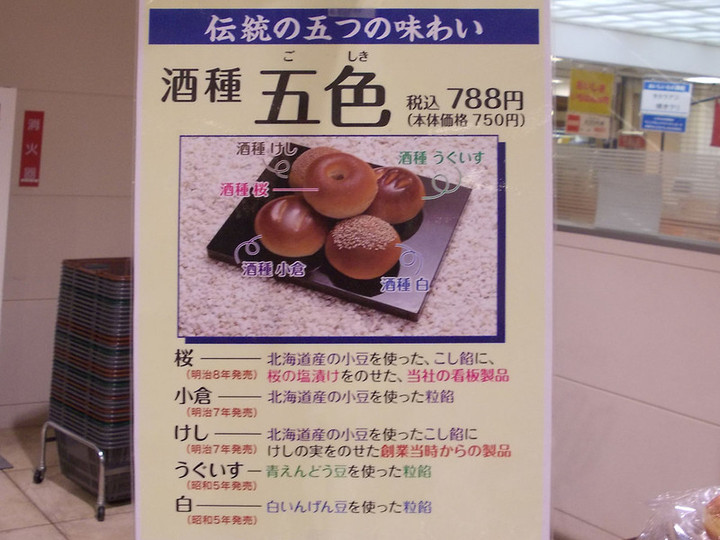 伝統の五つの味わい
ご しき
酒種 五色 税込 788円
(本体価格 750円)
酒種 けし
酒種 うぐいす
酒種 桜
酒種 小倉
酒種 白
桜 北海道産の小豆を使った、こし餡に、
(明治8年発売) 桜の塩漬けをのせた、当社の看板製品
小倉 北海道産の小豆を使った粒餡
(明治7年発売)
けし 北海道産の小豆を使ったこし餡に
(明治7年発売) けしの実をのせた創業当時からの製品
うぐいす 青えんどう豆を使った粒餡
(昭和5年発売)
白 白いんげん豆を使った粒餡
(昭和5年発売)
消火器